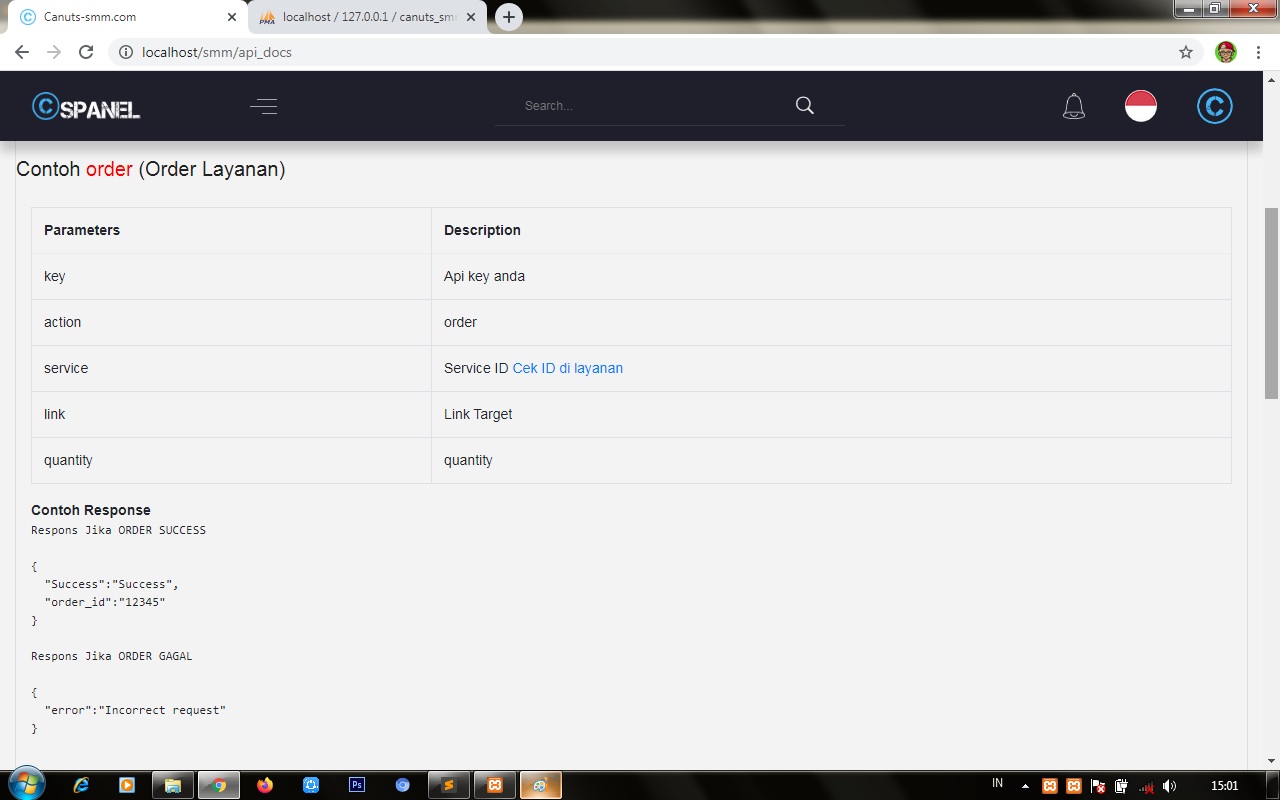 Canuts-smm.com
localhost / 127.0.0.1 / canuts_sm
localhost/smm/api_docs
CSPANEL
Search...
C
Contoh order (Order Layanan)
Parameters Description
key Api key anda
action order
service Service ID Cek ID di layanan
link Link Target
quantity quantity
Contoh Response
Respons Jika ORDER SUCCESS
{
"Success":"Success",
"order_id":"12345"
}
Respons Jika ORDER GAGAL
{
"error":"Incorrect request"
}
IN
15:01